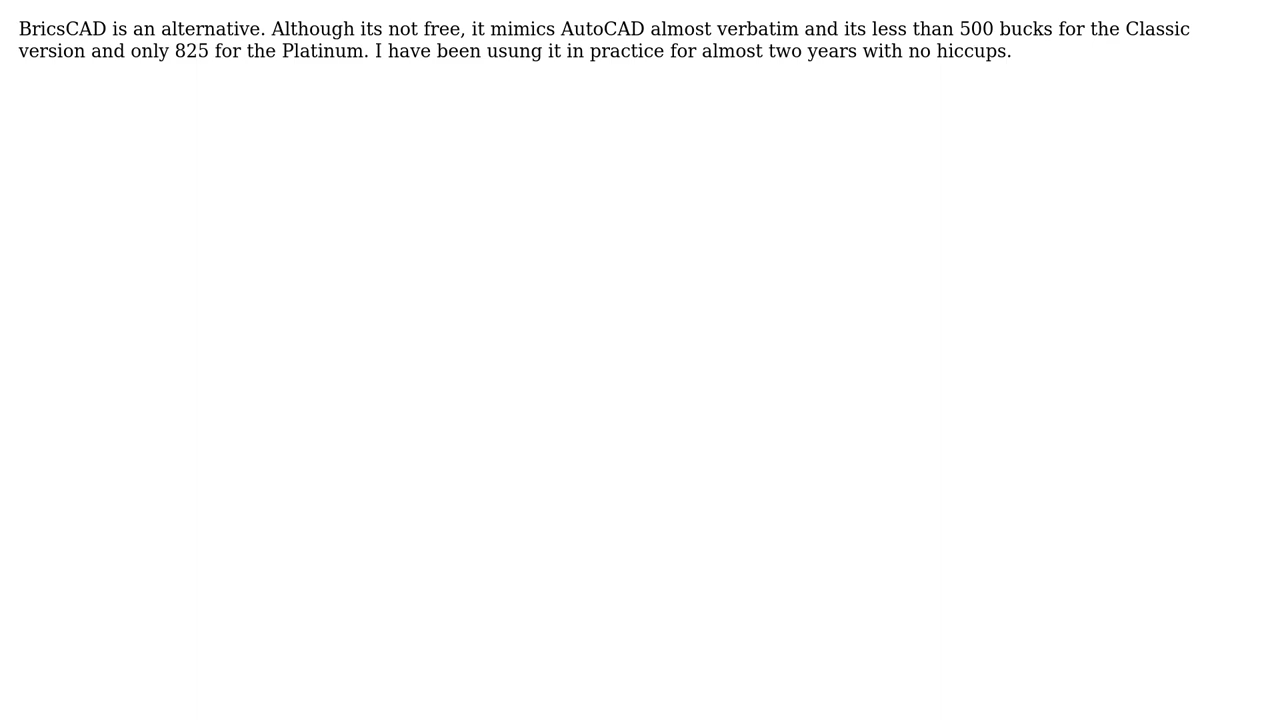 BricsCAD is an alternative. Although its not free, it mimics AutoCAD almost verbatim and its less than 500 bucks for the Classic
version and only 825 for the Platinum. I have been usung it in practice for almost two years with no hiccups.